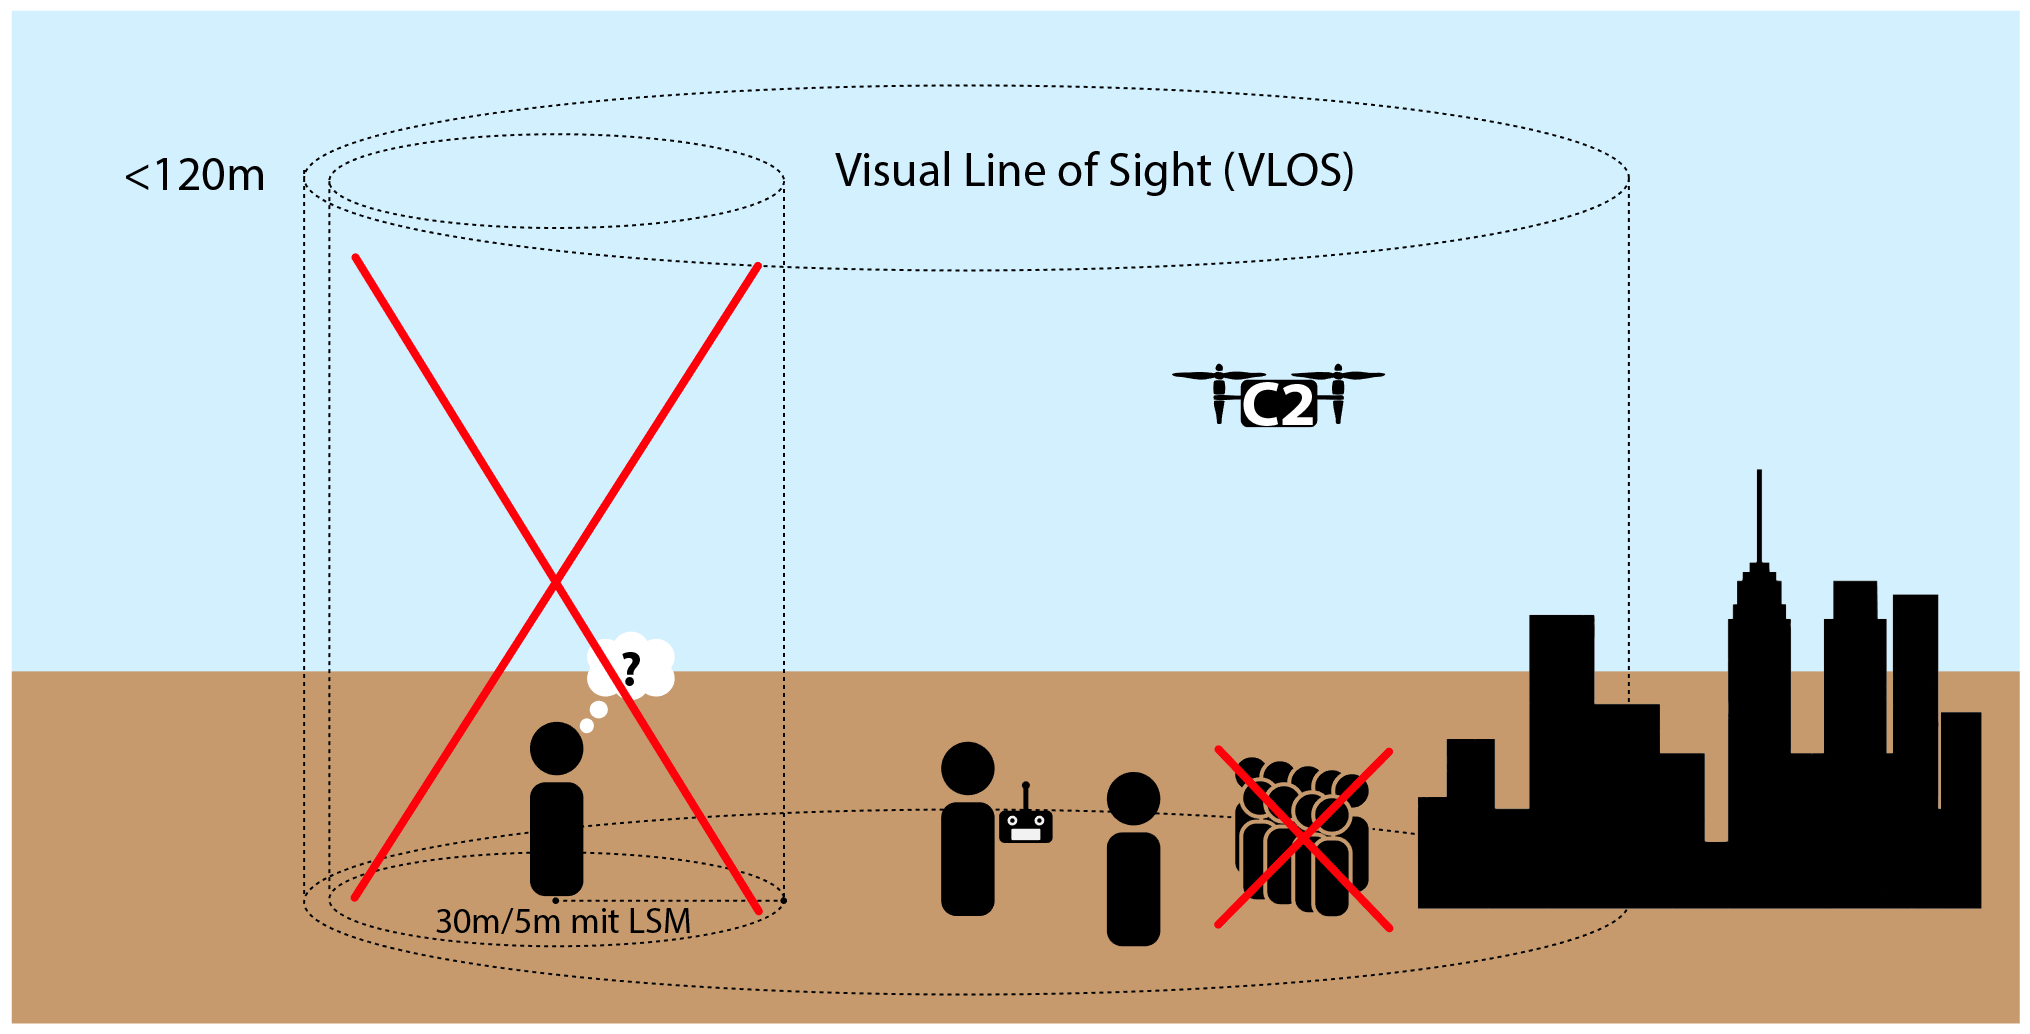 <120m
Visual Line of Sight (VLOS)
C2
?
30m/5m mit LSM